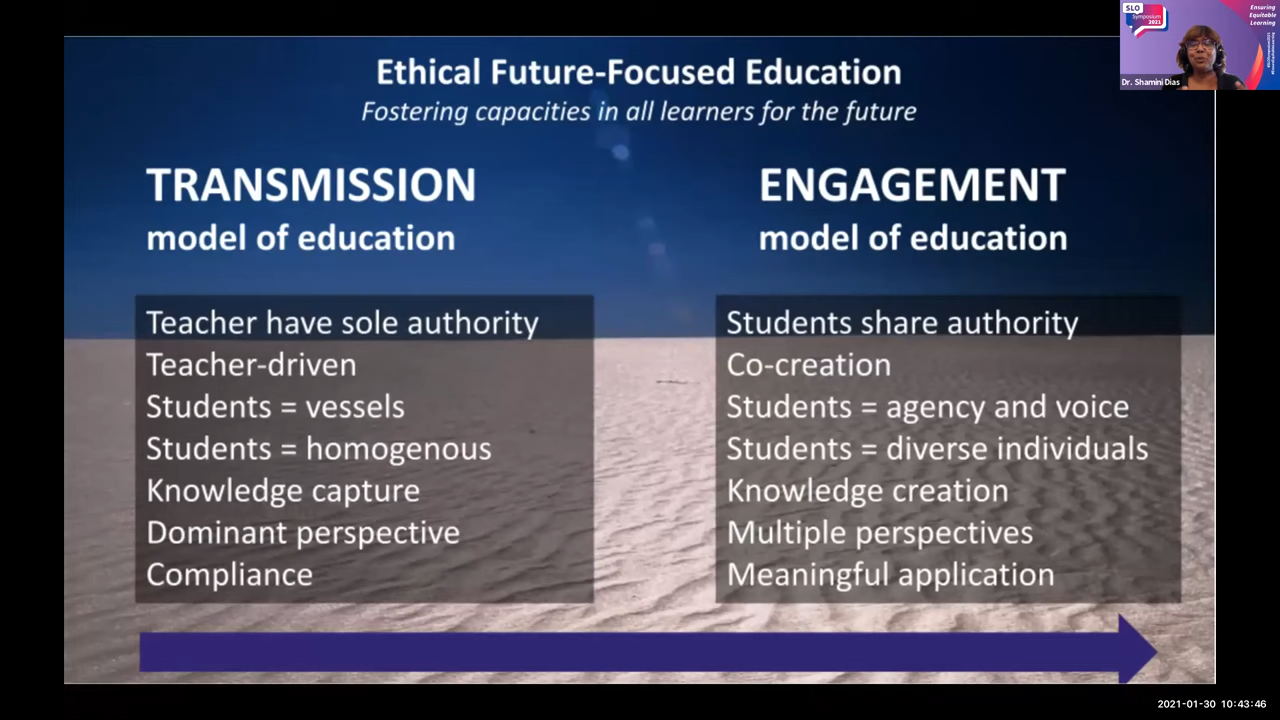 SLO
Symposium
2021
Ensuring
Equitable
Learning
Dr. Shamini Dias
Ethical Future-Focused Education
Fostering capacities in all learners for the future
TRANSMISSION
model of education
Teacher have sole authority
Teacher-driven
Students = vessels
Students = homogenous
Knowledge capture
Dominant perspective
Compliance
ENGAGEMENT
model of education
Students share authority
Co-creation
Students = agency and voice
Students = diverse individuals
Knowledge creation
Multiple perspectives
Meaningful application
2021-01-30 10:43:46